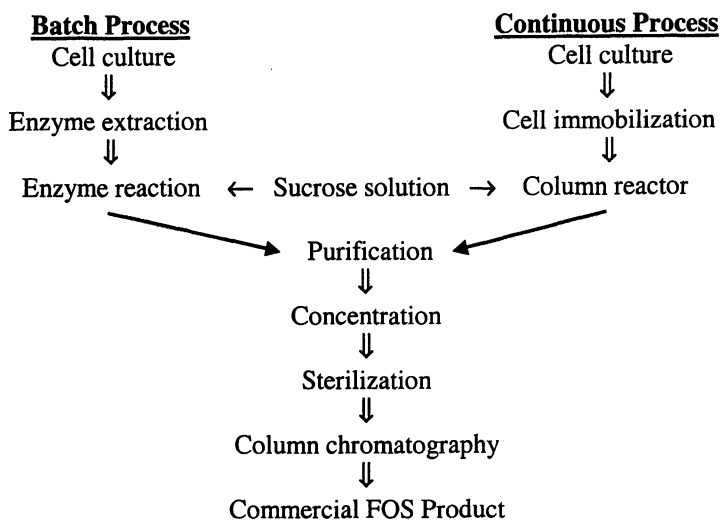 Batch Process
Cell culture
⇓
Enzyme extraction
⇓
Enzyme reaction ← Sucrose solution → Column reactor
Continuous Process
Cell culture
⇓
Cell immobilization
⇓
Purification
⇓
Concentration
⇓
Sterilization
⇓
Column chromatography
⇓
Commercial FOS Product